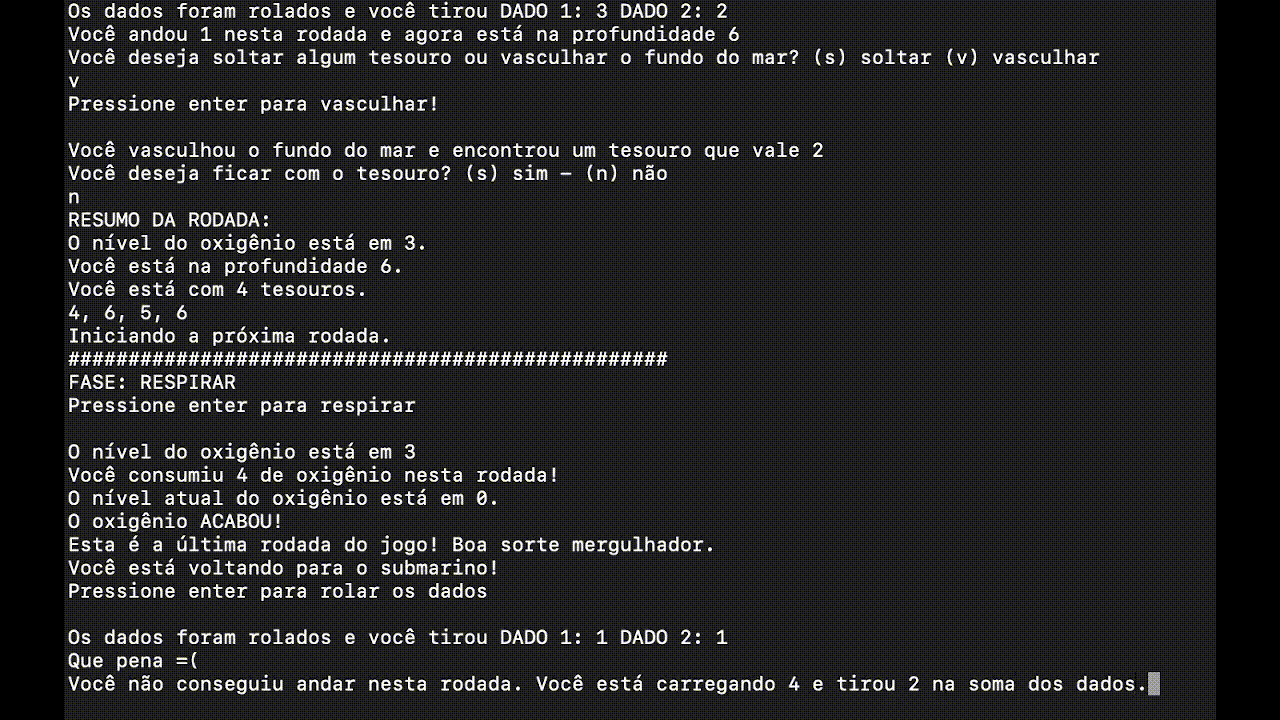 Os dados foram rolados e você tirou DADO 1: 3 DADO 2: 2
Você andou 1 nesta rodada e agora está na profundidade 6
Você deseja soltar algum tesouro ou vasculhar o fundo do mar? (s) soltar (v) vasculhar
v
Pressione enter para vasculhar!
Você vasculhou o fundo do mar e encontrou um tesouro que vale 2
Você deseja ficar com o tesouro? (s) sim – (n) não
n
RESUMO DA RODADA:
O nível do oxigênio está em 3.
Você está na profundidade 6.
Você está com 4 tesouros.
4, 6, 5, 6
Iniciando a próxima rodada.
##################################################
FASE: RESPIRAR
Pressione enter para respirar
O nível do oxigênio está em 3
Você consumiu 4 de oxigênio nesta rodada!
O nível atual do oxigênio está em 0.
O oxigênio ACABOU!
Esta é a última rodada do jogo! Boa sorte mergulhador.
Você está voltando para o submarino!
Pressione enter para rolar os dados
Os dados foram rolados e você tirou DADO 1: 1 DADO 2: 1
Que pena =(
Você não conseguiu andar nesta rodada. Você está carregando 4 e tirou 2 na soma dos dados.